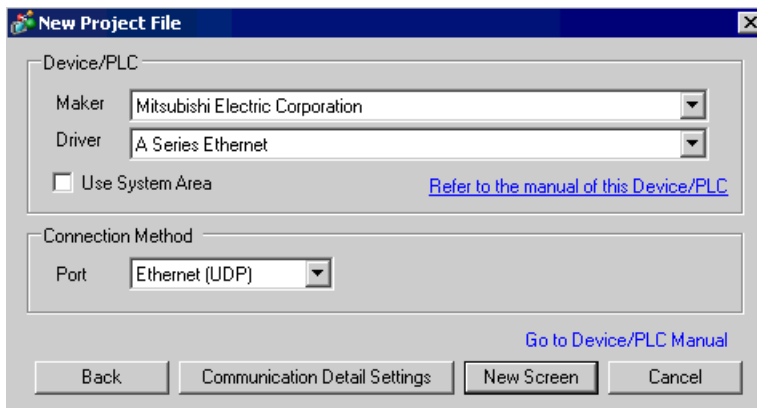 New Project File
Device/PLC
Maker Mitsubishi Electric Corporation
Driver A Series Ethernet
Use System Area Refer to the manual of this Device/PLC
Connection Method
Port Ethernet (UDP)
Go to Device/PLC Manual
Back Communication Detail Settings New Screen Cancel